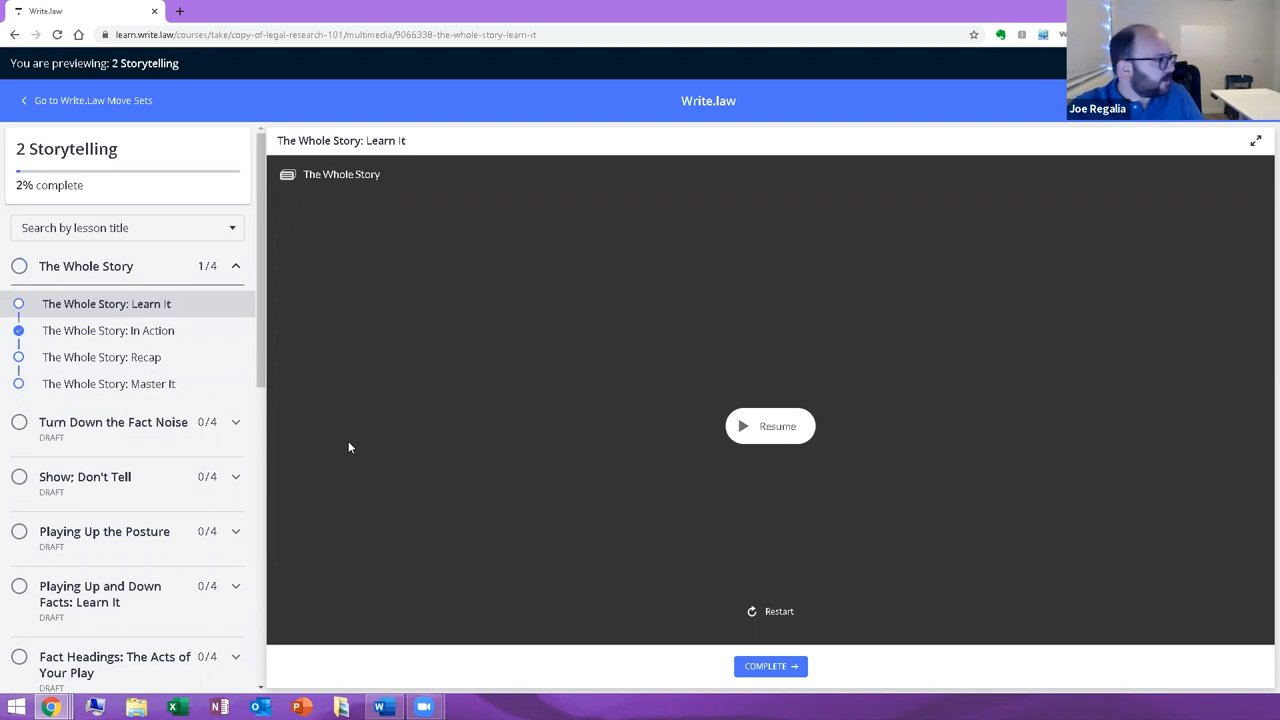 Write.law
learn.write.law/courses/take/copy-of-legal-research-101/multimedia/9066338-the-whole-story-learn-it
You are previewing: 2 Storytelling
Go to Write.Law Move Sets
Write.law
Joe Regalia
2 Storytelling
2% complete
Search by lesson title
The Whole Story 1/4
The Whole Story: Learn It
The Whole Story: In Action
The Whole Story: Recap
The Whole Story: Master It
Turn Down the Fact Noise 0/4
DRAFT
Show; Don't Tell 0/4
DRAFT
Playing Up the Posture 0/4
DRAFT
Playing Up and Down 0/4
Facts: Learn It
DRAFT
Fact Headings: The Acts of 0/4
Your Play
DRAFT
The Whole Story: Learn It
The Whole Story
Resume
Restart
COMPLETE →